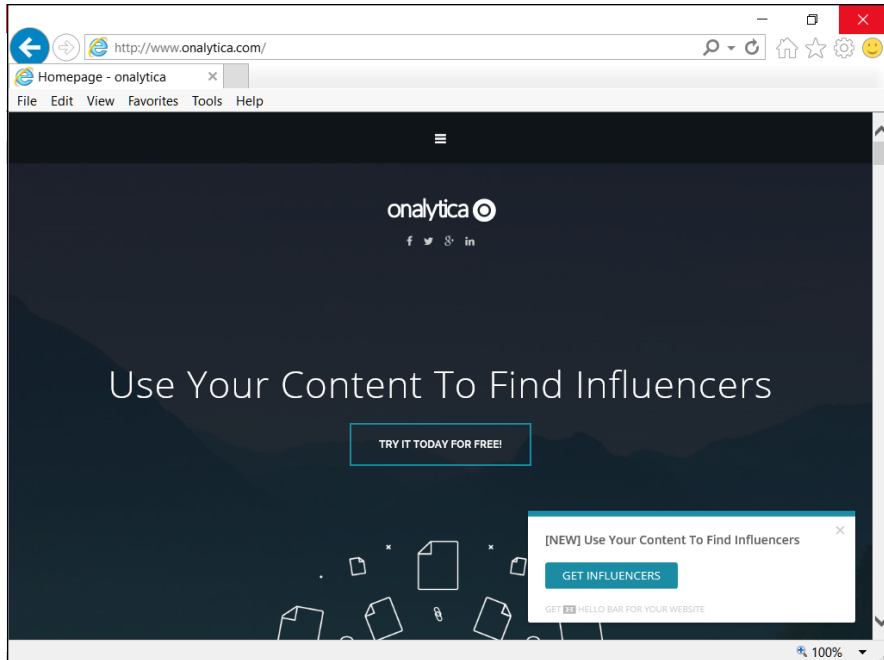 http://www.onalytica.com/
Homepage - onalytica
File Edit View Favorites Tools Help
onalytica
Use Your Content To Find Influencers
TRY IT TODAY FOR FREE!
[NEW] Use Your Content To Find Influencers
GET INFLUENCERS
GET HELLO BAR FOR YOUR WEBSITE
100%